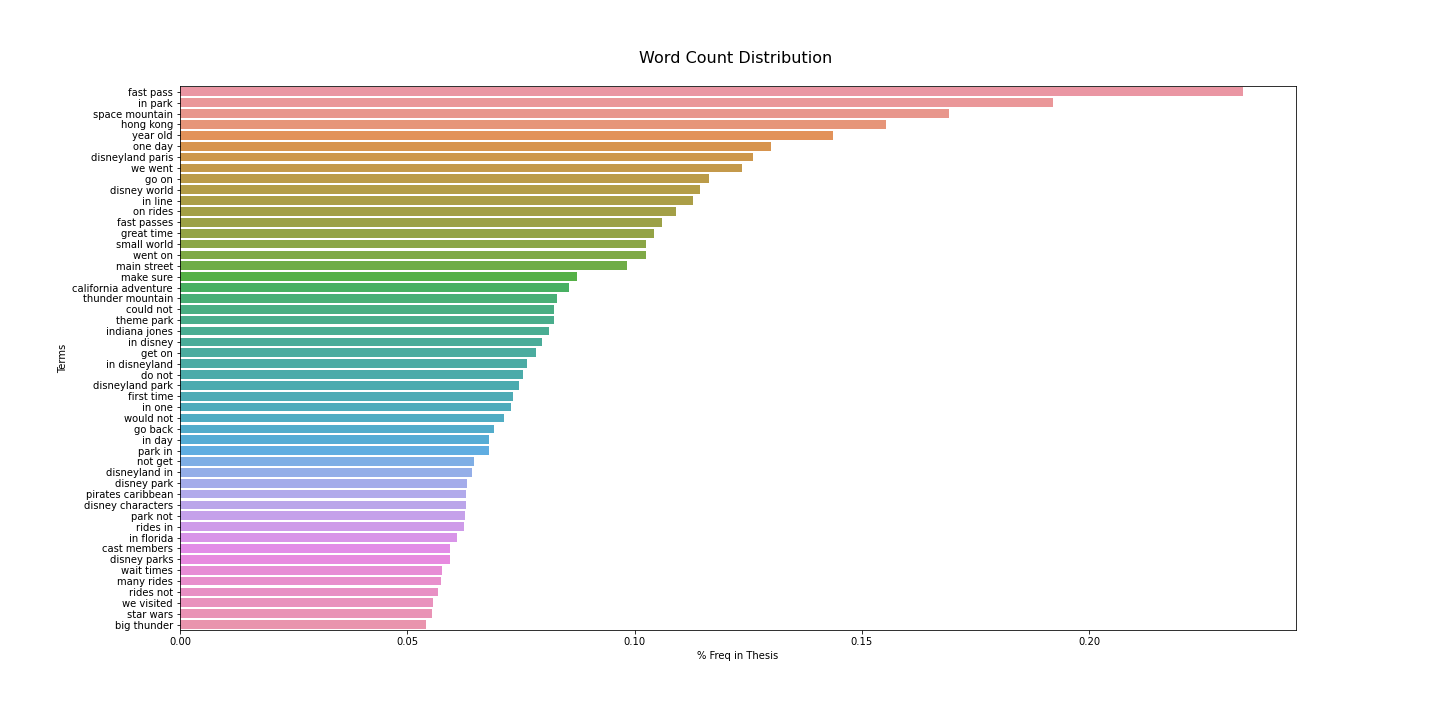 Word Count Distribution
fast pass
in park
space mountain
hong kong
year old
one day
disneyland paris
we went
go on
disney world
in line
on rides
fast passes
great time
small world
went on
main street
make sure
california adventure
thunder mountain
could not
theme park
indiana jones
in disney
get on
in disneyland
do not
disneyland park
first time
in one
would not
go back
in day
park in
not get
disneyland in
disney park
pirates caribbean
disney characters
park not
rides in
in florida
cast members
disney parks
wait times
many rides
rides not
we visited
star wars
big thunder
Terms
0.00 0.05 0.10 0.15 0.20
% Freq in Thesis